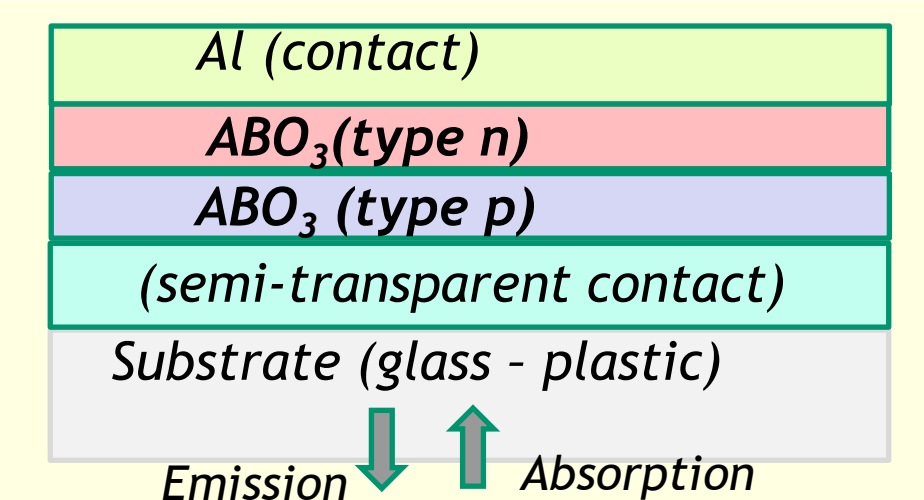 Al (contact)
ABO₃(type n)
ABO₃ (type p)
(semi-transparent contact)
Substrate (glass – plastic)
Emission
Absorption